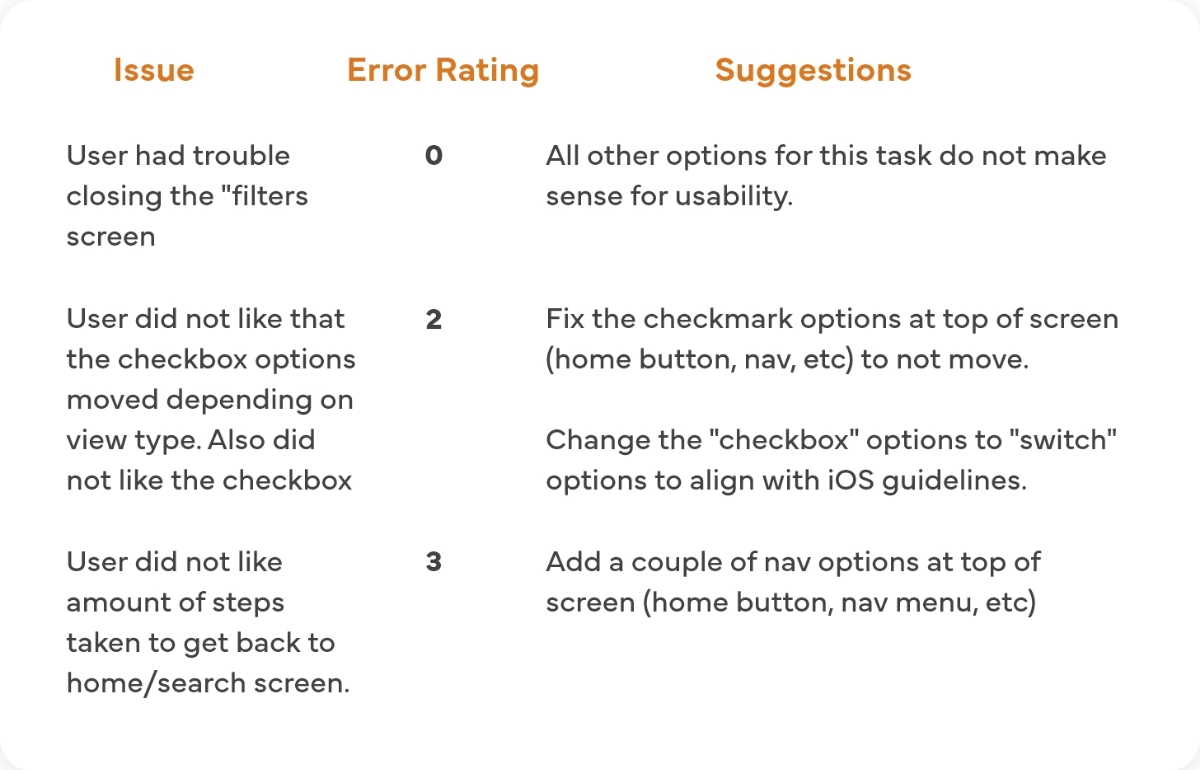 Issue Error Rating Suggestions
User had trouble
closing the "filters
screen
0
All other options for this task do not make
sense for usability.
User did not like that
the checkbox options
moved depending on
view type. Also did
not like the checkbox
2
Fix the checkmark options at top of screen
(home button, nav, etc) to not move.
Change the "checkbox" options to "switch"
options to align with iOS guidelines.
User did not like
amount of steps
taken to get back to
home/search screen.
3
Add a couple of nav options at top of
screen (home button, nav menu, etc)